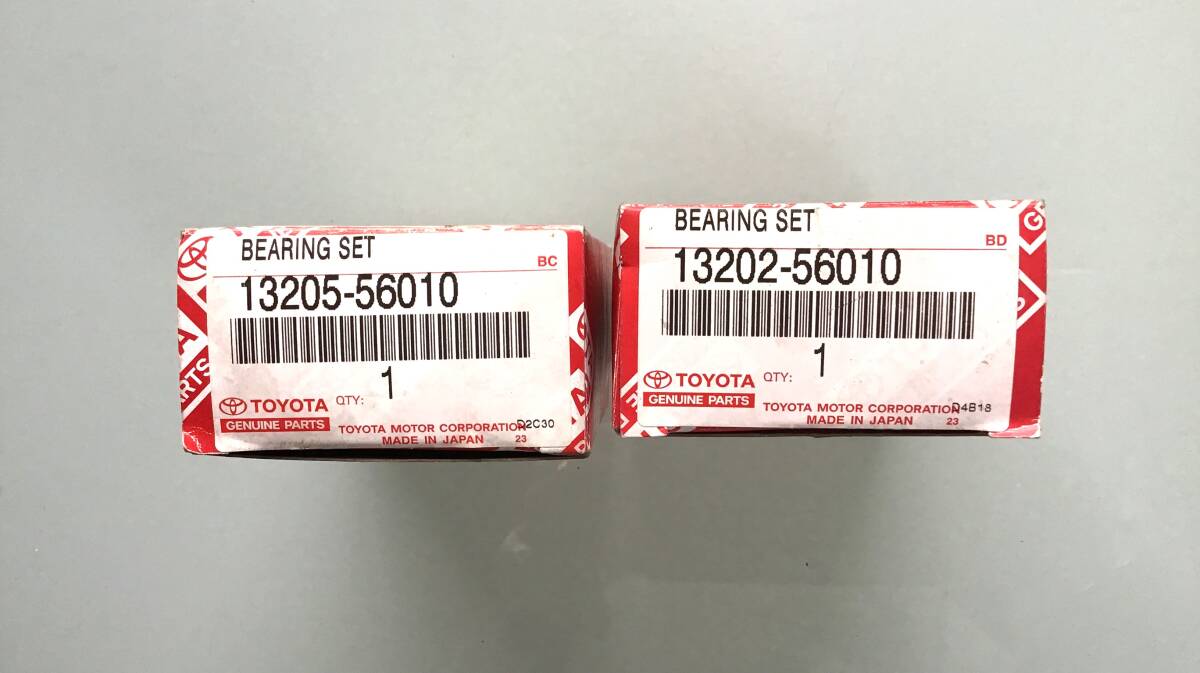 BEARING SET
BC
13205-56010
1
QTY:
TOYOTA
GENUINE PARTS
D2C30
TOYOTA MOTOR CORPORATION
MADE IN JAPAN 23
PARTS
BEARING SET
BD
13202-56010
1
QTY:
TOYOTA
GENUINE PARTS
D4B18
TOYOTA MOTOR CORPORATION
MADE IN JAPAN 23